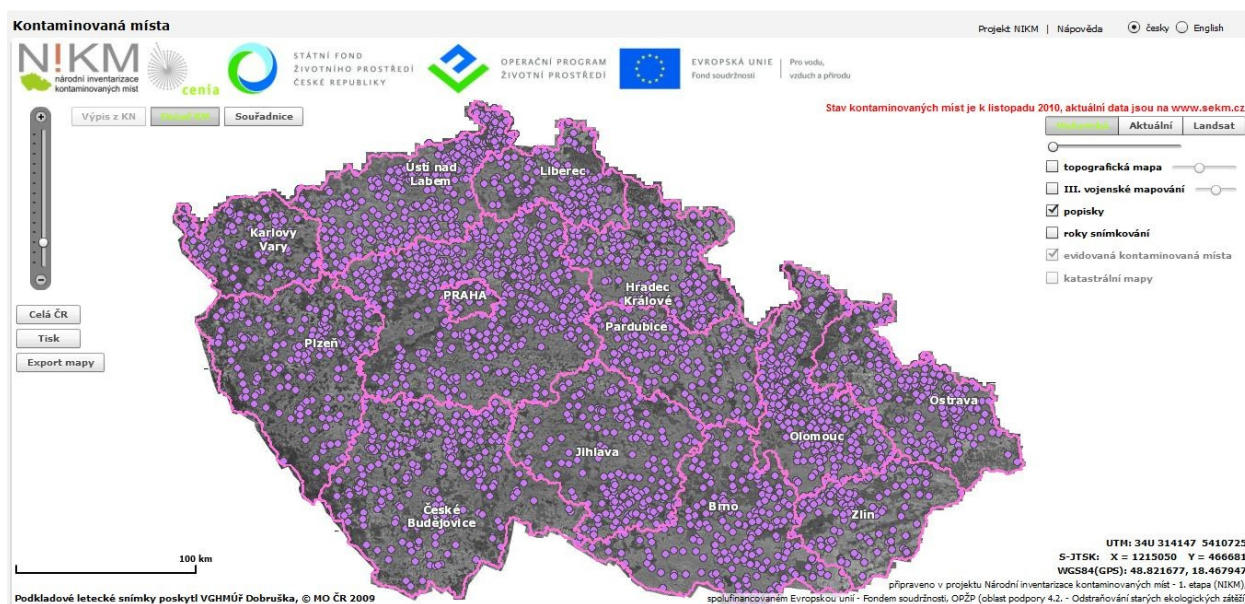 Kontaminovaná místa
Projekt NIKM | Nápověda česky English
N!KM
národní inventarizace
kontaminovaných míst
cenia
STÁTNÍ FOND
ŽIVOTNÍHO PROSTŘEDÍ
ČESKÉ REPUBLIKY
OPERAČNÍ PROGRAM
ŽIVOTNÍ PROSTŘEDÍ
EVROPSKÁ UNIE
Fond soudržnosti
Pro vodu,
vzduch a přírodu
Stav kontaminovaných míst je k listopadu 2010, aktuální data jsou na www.sekm.cz
Výpis z KN
Souřadnice
Aktuální
Landsat
topografická mapa
III. vojenské mapování
popisky
roky snímkování
evidovaná kontaminovaná místa
katastrální mapy
Celá ČR
Tisk
Export mapy
Ústí nad
Labem
Liberec
Karlovy
Vary
PRAHA
Hradec
Králové
Pardubice
Plzeň
Ostrava
Olomouc
Jihlava
České
Budějovice
Brno
Zlín
100 km
UTM: 34U 314147 5410725
S-JTSK: X = 1215050 Y = 466681
WGS84(GPS): 48.821677, 18.467947
připraveno v projektu Národní inventarizace kontaminovaných míst - 1. etapa (NIKM)
Podkladové letecké snímky poskytl VGHMÚř Dobruška, © MO ČR 2009
spolufinancovaném Evropskou unií - Fondem soudržnosti, OPŽP (oblast podpory 4.2. - Odstraňování starých ekologických zátěží)